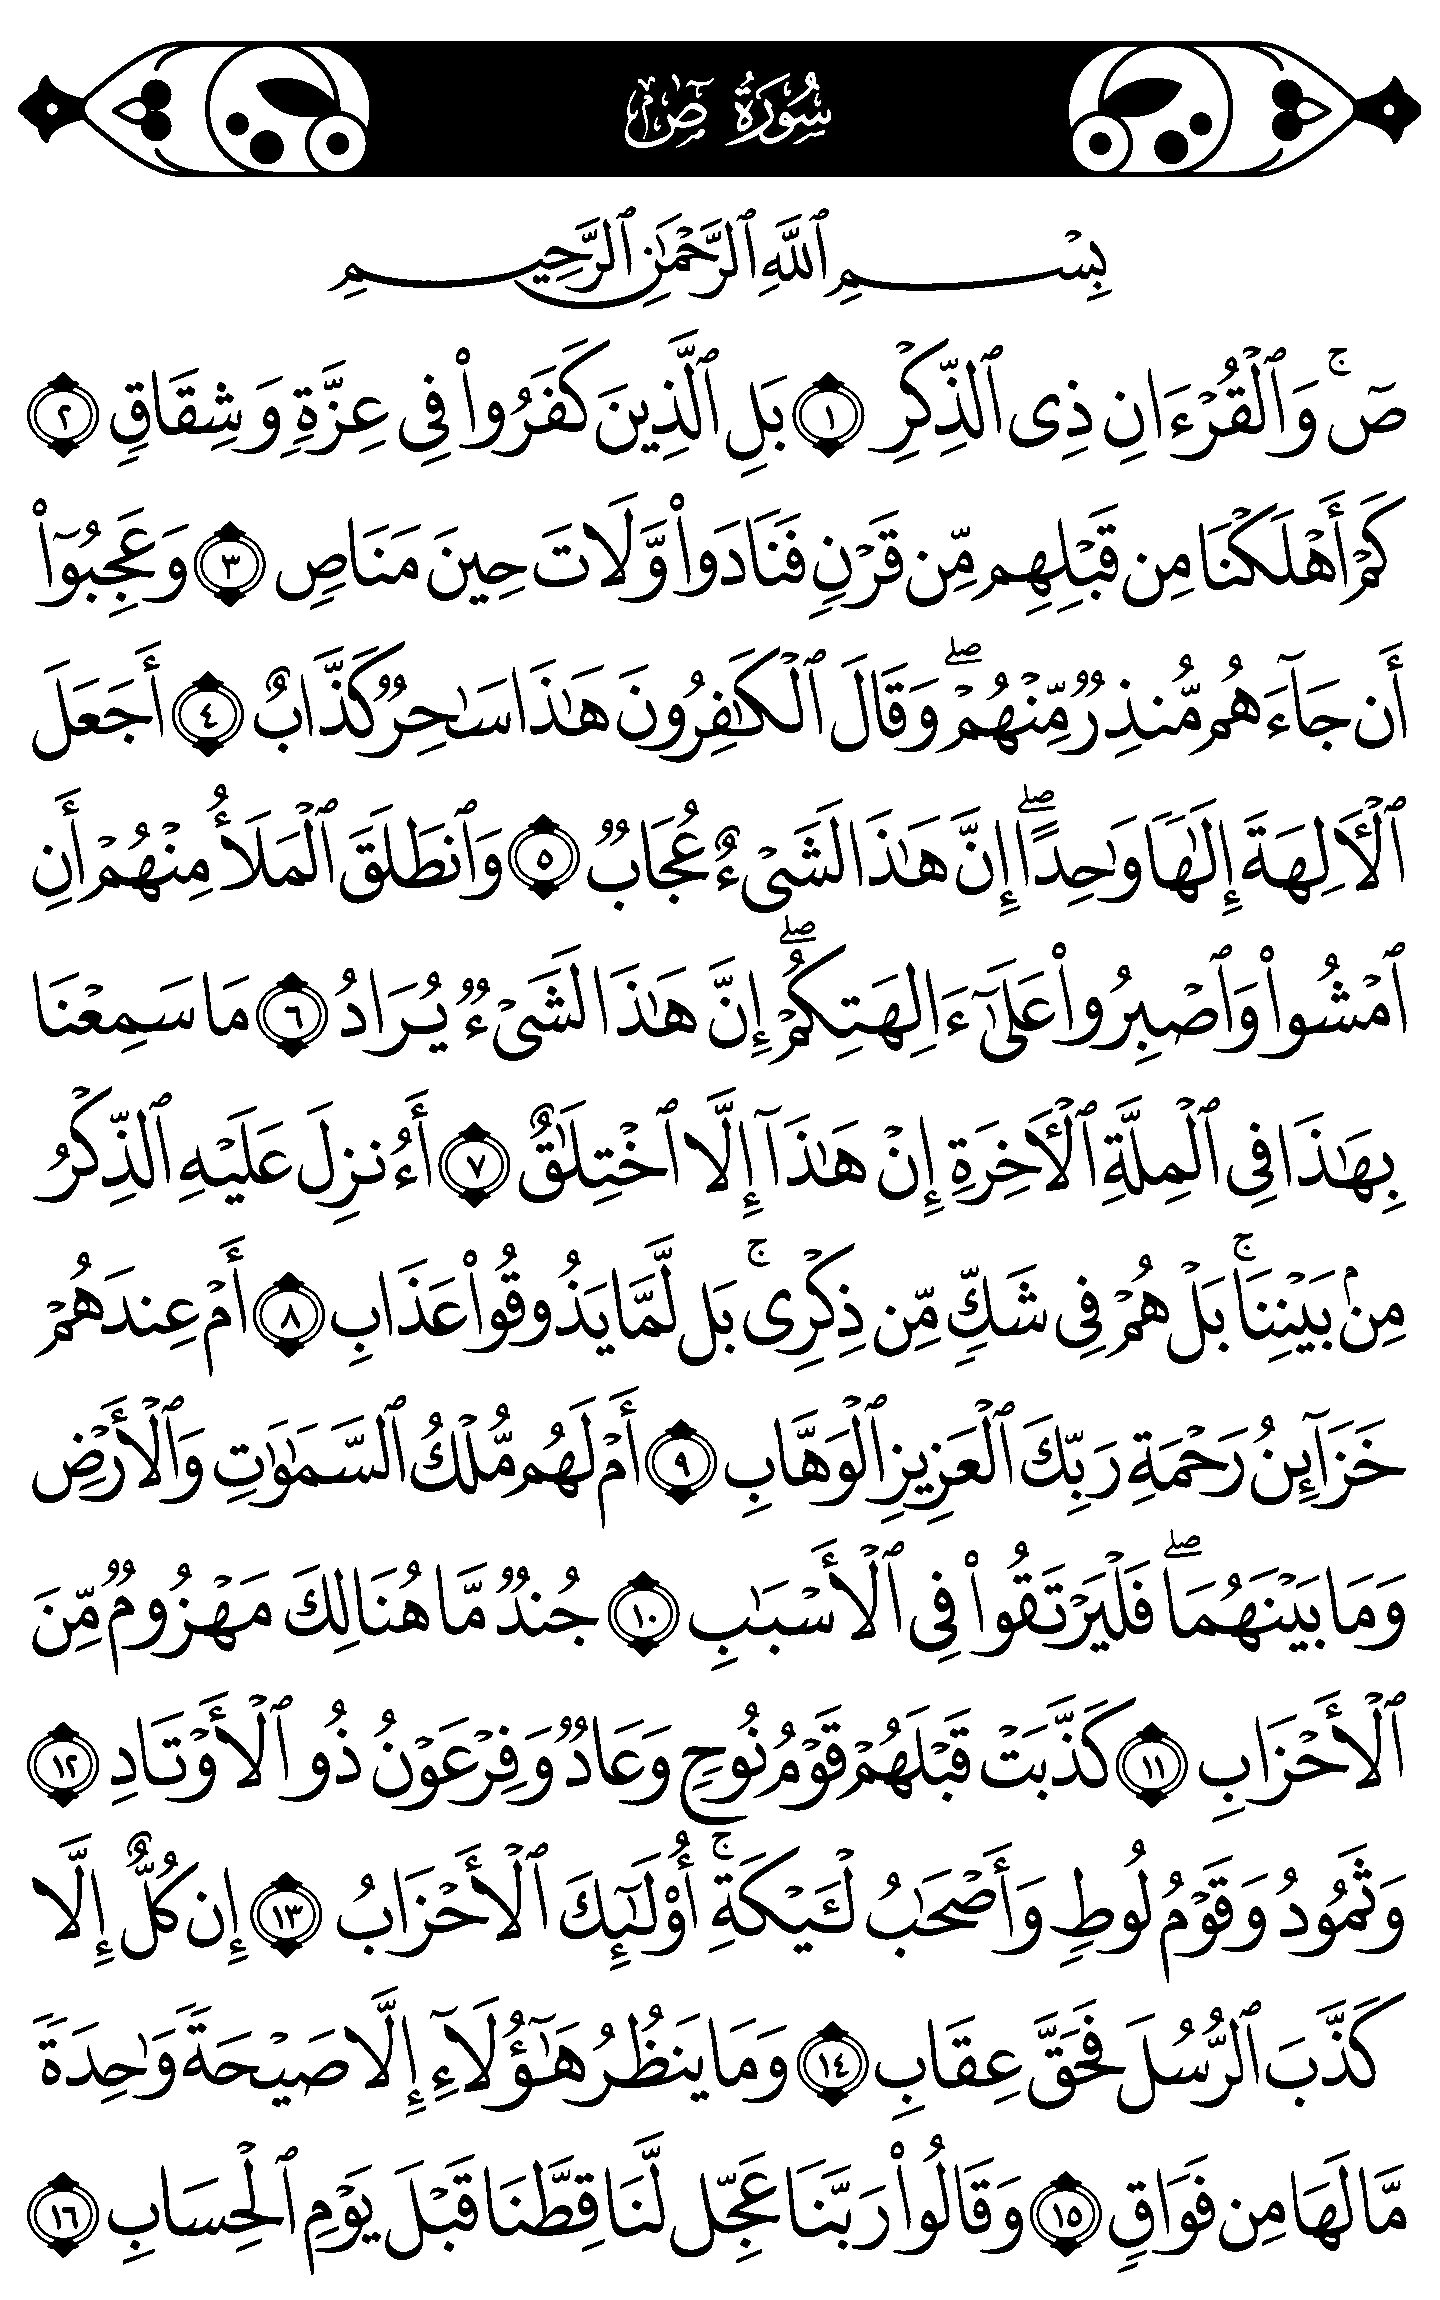 سُورَةُ صٓ
بِسْمِ ٱللَّهِ ٱلرَّحْمَٰنِ ٱلرَّحِيمِ
صٓ ۚ وَٱلْقُرْءَانِ ذِى ٱلذِّكْرِ ١ بَلِ ٱلَّذِينَ كَفَرُوا۟ فِى عِزَّةٍ وَشِقَاقٍ ٢
كَمْ أَهْلَكْنَا مِن قَبْلِهِم مِّن قَرْنٍ فَنَادَوا۟ وَّلَاتَ حِينَ مَنَاصٍ ٣ وَعَجِبُوٓا۟
أَن جَآءَهُم مُّنذِرٌ مِّنْهُمْ ۖ وَقَالَ ٱلْكَٰفِرُونَ هَٰذَا سَٰحِرٌ كَذَّابٌ ٤ أَجَعَلَ
ٱلْـَٔالِهَةَ إِلَٰهًا وَٰحِدًا ۖ إِنَّ هَٰذَا لَشَىْءٌ عُجَابٌ ٥ وَٱنطَلَقَ ٱلْمَلَأُ مِنْهُمْ أَنِ
ٱمْشُوا۟ وَٱصْبِرُوا۟ عَلَىٰٓ ءَالِهَتِكُمْ ۖ إِنَّ هَٰذَا لَشَىْءٌ يُرَادُ ٦ مَا سَمِعْنَا
بِهَٰذَا فِى ٱلْمِلَّةِ ٱلْـَٔاخِرَةِ إِنْ هَٰذَآ إِلَّا ٱخْتِلَٰقٌ ٧ أَءُنزِلَ عَلَيْهِ ٱلذِّكْرُ
مِنۢ بَيْنِنَا ۚ بَلْ هُمْ فِى شَكٍّ مِّن ذِكْرِى ۚ بَل لَّمَّا يَذُوقُوا۟ عَذَابِ ٨ أَمْ عِندَهُمْ
خَزَآئِنُ رَحْمَةِ رَبِّكَ ٱلْعَزِيزِ ٱلْوَهَّابِ ٩ أَمْ لَهُم مُّلْكُ ٱلسَّمَٰوَٰتِ وَٱلْأَرْضِ
وَمَا بَيْنَهُمَا ۖ فَلْيَرْتَقُوا۟ فِى ٱلْأَسْبَٰبِ ١٠ جُندٌ مَّا هُنَالِكَ مَهْزُومٌ مِّنَ
ٱلْأَحْزَابِ ١١ كَذَّبَتْ قَبْلَهُمْ قَوْمُ نُوحٍ وَعَادٌ وَفِرْعَوْنُ ذُو ٱلْأَوْتَادِ ١٢
وَثَمُودُ وَقَوْمُ لُوطٍ وَأَصْحَٰبُ لْـَٔيْكَةِ ۚ أُو۟لَٰٓئِكَ ٱلْأَحْزَابُ ١٣ إِن كُلٌّ إِلَّا
كَذَّبَ ٱلرُّسُلَ فَحَقَّ عِقَابِ ١٤ وَمَا يَنظُرُ هَٰٓؤُلَآءِ إِلَّا صَيْحَةً وَٰحِدَةً
مَّا لَهَا مِن فَوَاقٍ ١٥ وَقَالُوا۟ رَبَّنَا عَجِّل لَّنَا قِطَّنَا قَبْلَ يَوْمِ ٱلْحِسَابِ ١٦